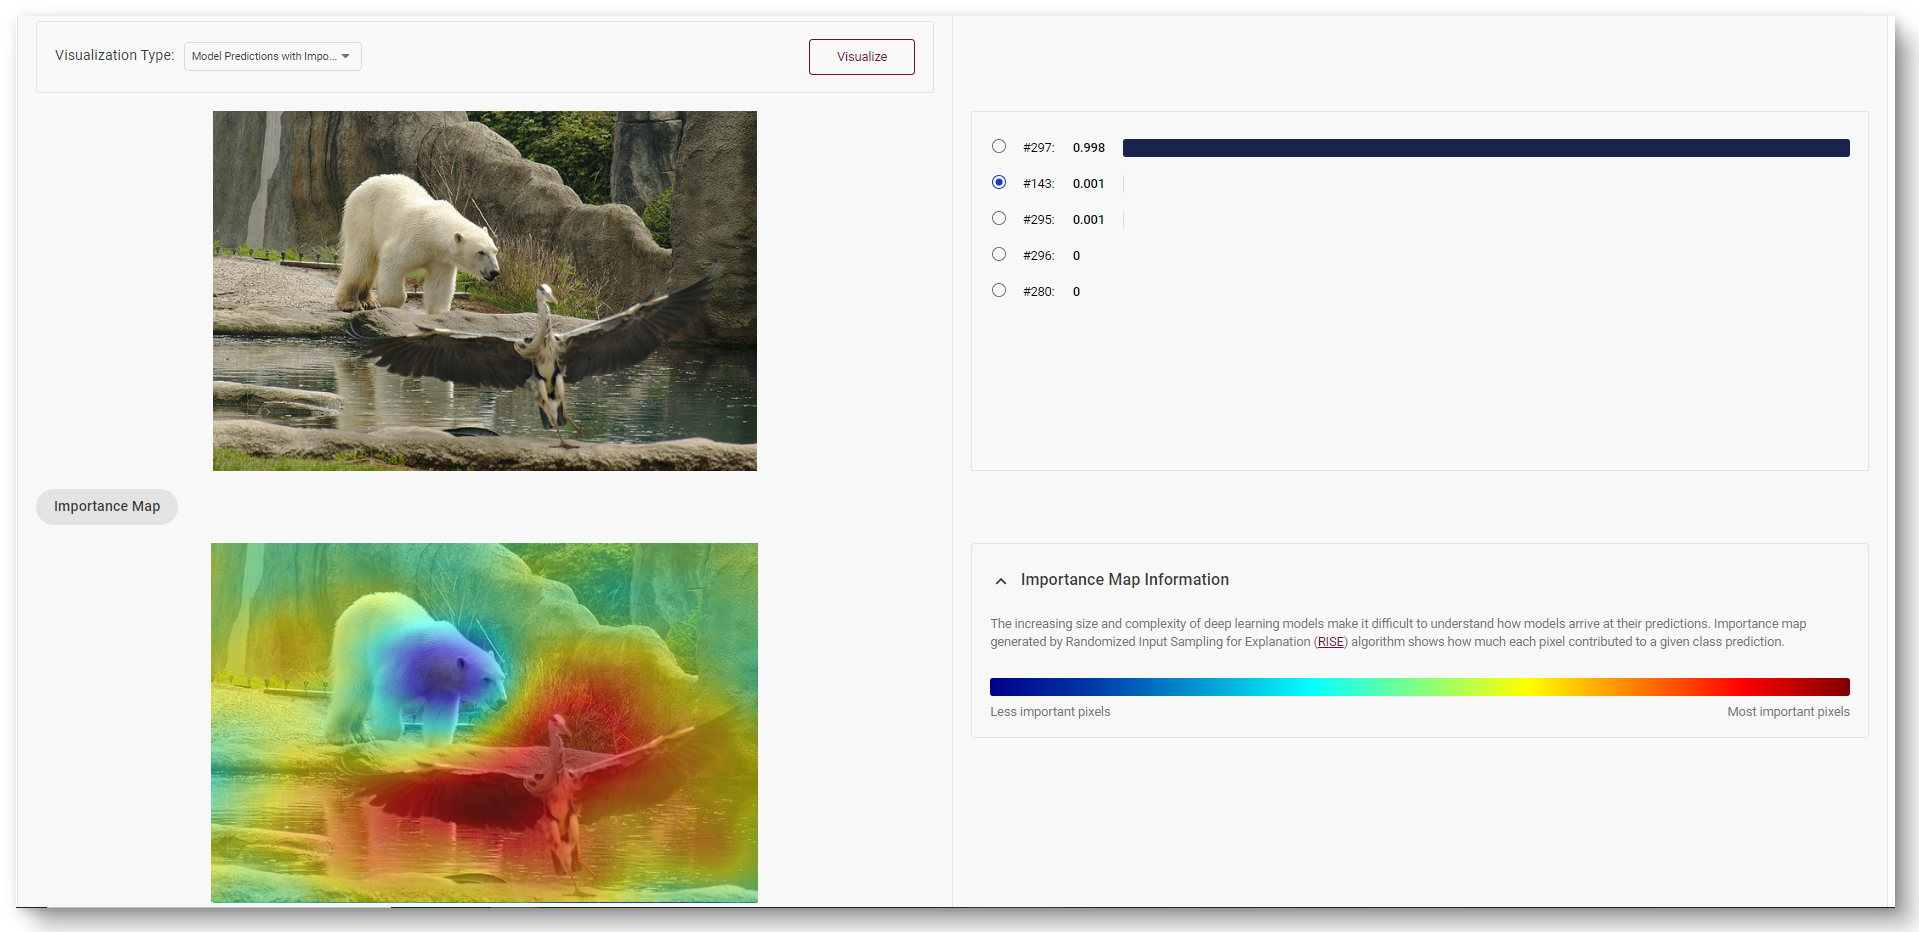 Visualization Type:
Model Predictions with Impo...
Visualize
#297: 0.998
#143: 0.001
#295: 0.001
#296: 0
#280: 0
Importance Map
Importance Map Information
The increasing size and complexity of deep learning models make it difficult to understand how models arrive at their predictions. Importance map
generated by Randomized Input Sampling for Explanation (RISE) algorithm shows how much each pixel contributed to a given class prediction.
Less important pixels
Most important pixels